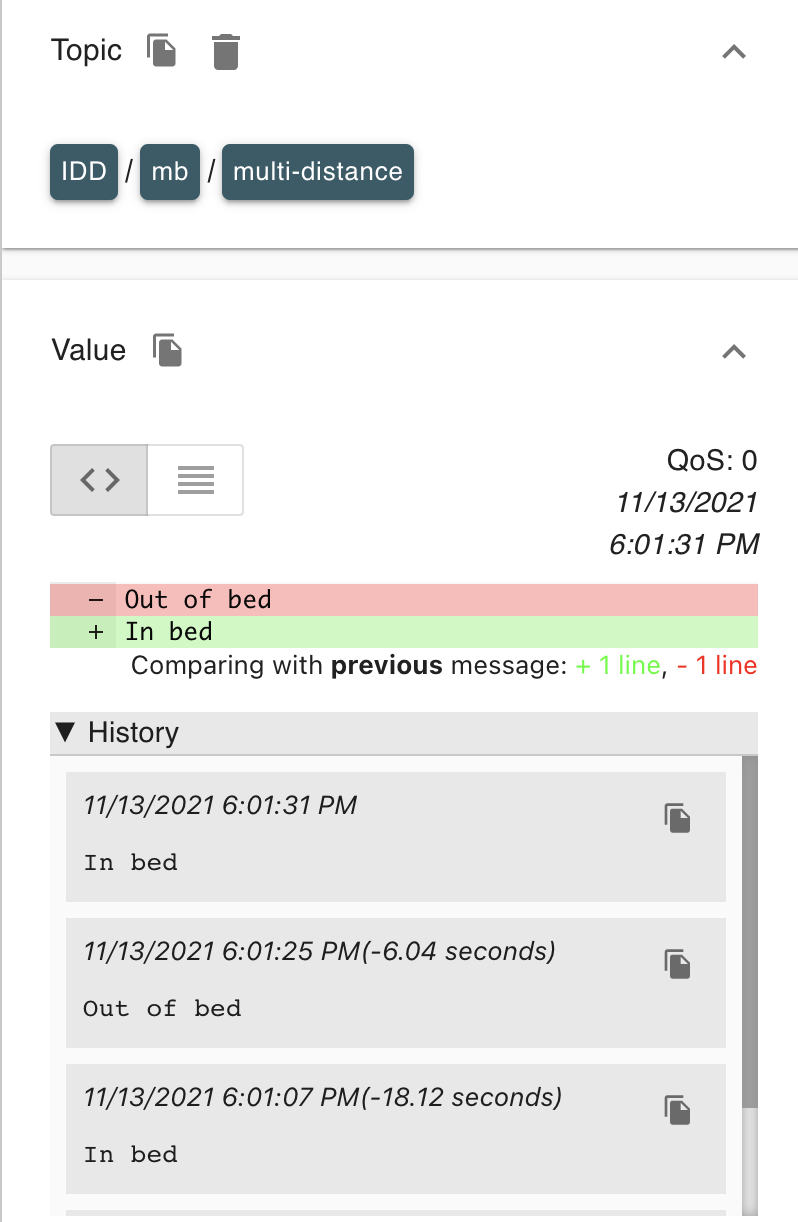 Topic
IDD / mb / multi-distance
Value
QoS: 0
11/13/2021
6:01:31 PM
- Out of bed
+ In bed
Comparing with previous message: + 1 line, - 1 line
▼ History
11/13/2021 6:01:31 PM
In bed
11/13/2021 6:01:25 PM(-6.04 seconds)
Out of bed
11/13/2021 6:01:07 PM(-18.12 seconds)
In bed